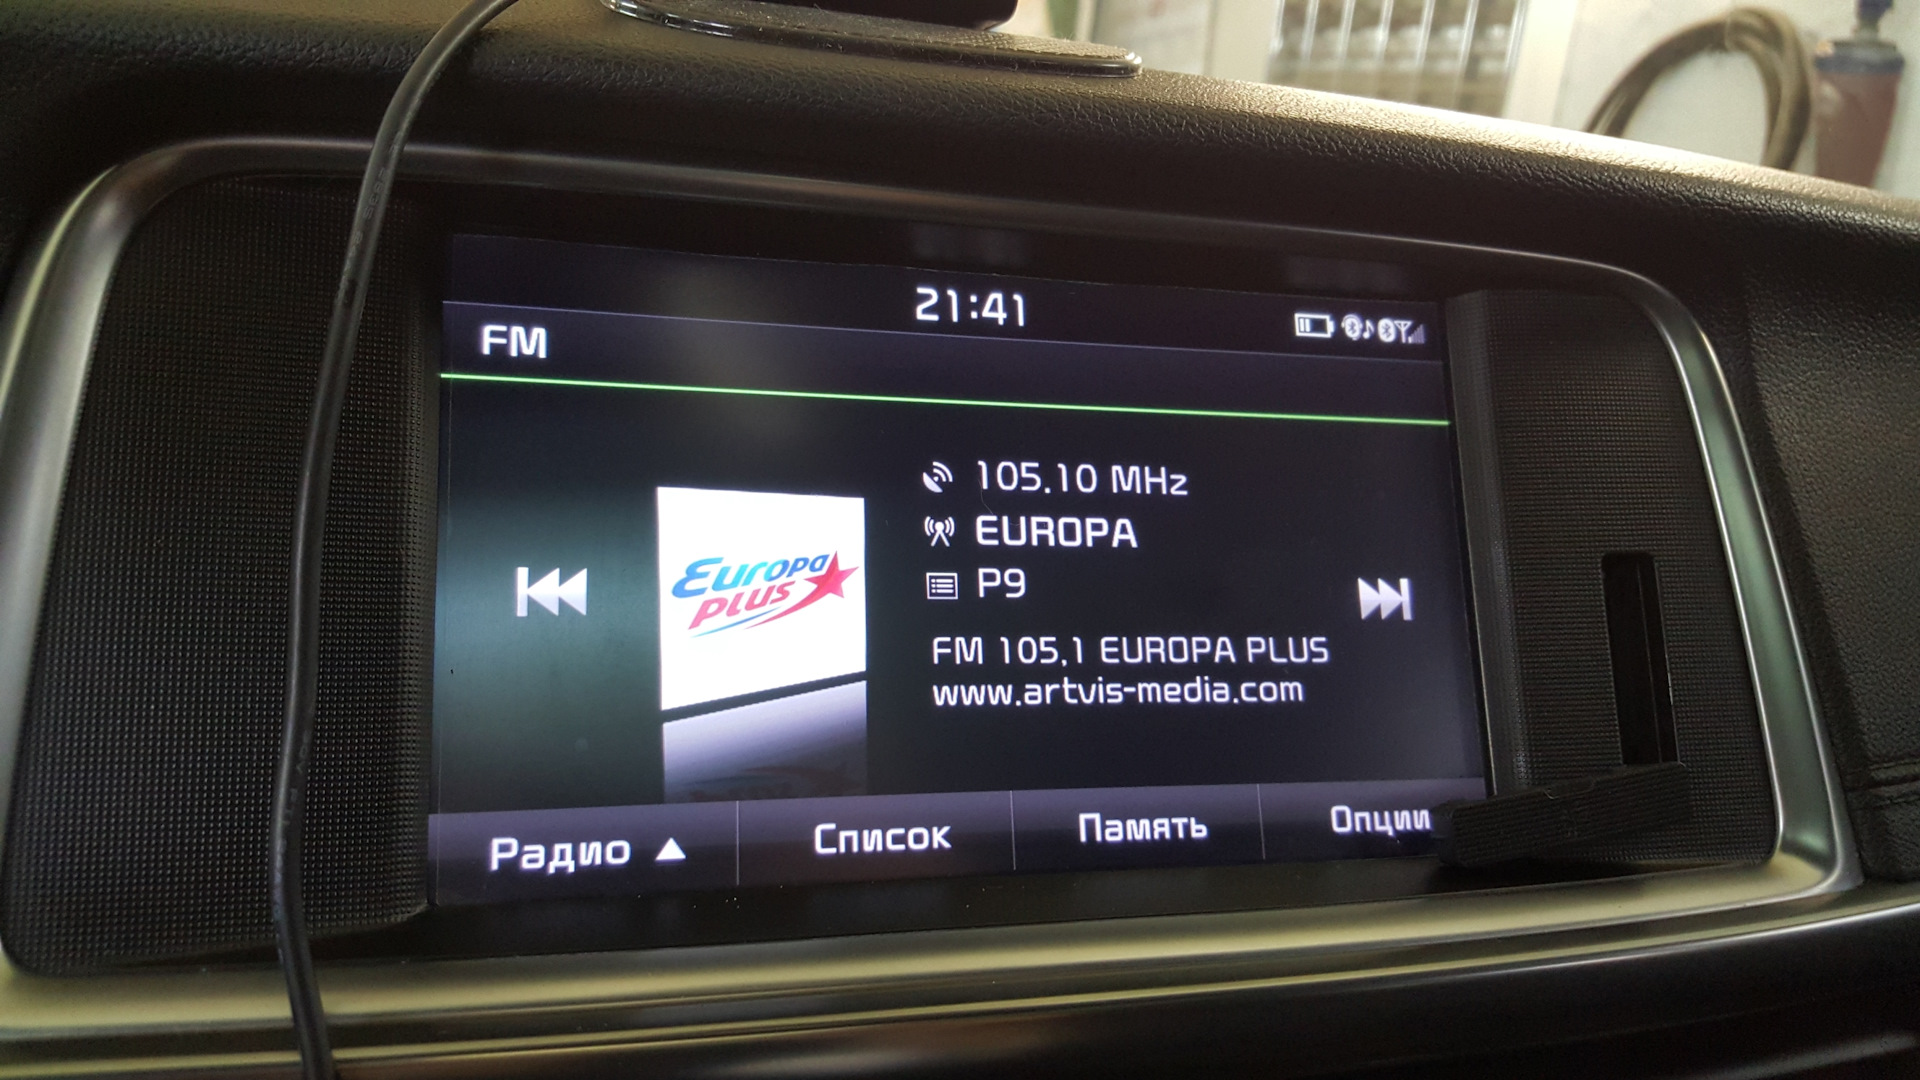 21:41
FM
105.10 MHz
EUROPA
P9
Europa
PLUS
FM 105.1 EUROPA PLUS
www.artvis-media.com
Радио
Список
Память
Опции